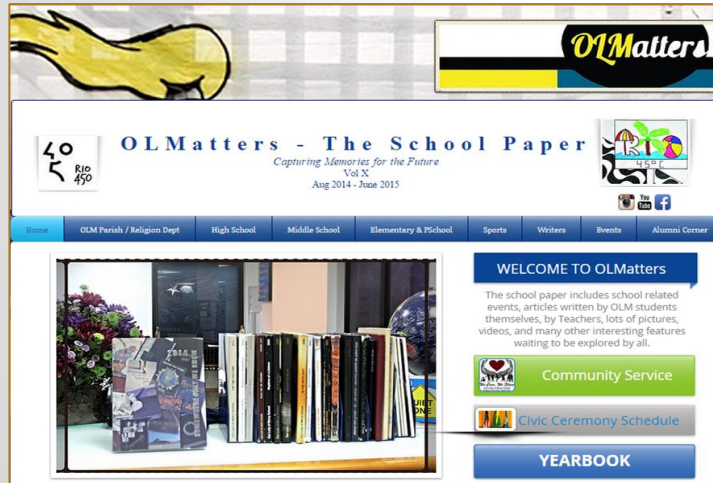 OLMatters
OLMatters - The School Paper
Capturing Memories for the Future
Vol X
Aug 2014 - June 2015
RIO
450
RIO
45°C
You
Tube
Home
OLM Parish / Religion Dept
High School
Middle School
Elementary & PSchool
Sports
Writers
Events
Alumni Corner
WELCOME TO OLMatters
The school paper includes school related
events, articles written by OLM students
themselves, by Teachers, lots of pictures,
videos, and many other interesting features
waiting to be explored by all.
Community Service
Civic Ceremony Schedule
YEARBOOK